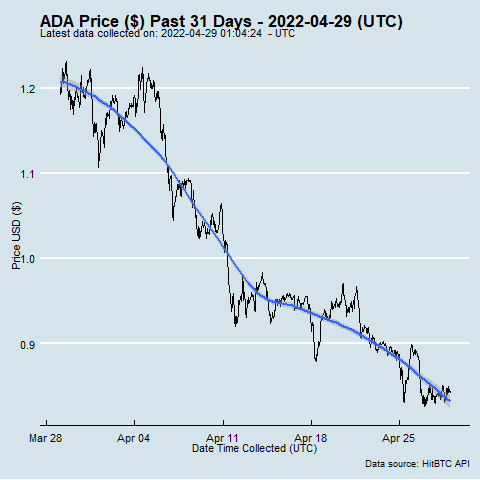 ADA Price ($) Past 31 Days - 2022-04-29 (UTC)
Latest data collected on: 2022-04-29 01:04:24 - UTC
1.2
1.1
1.0
0.9
Price USD ($)
Mar 28 Apr 04 Apr 11 Apr 18 Apr 25
Date Time Collected (UTC)
Data source: HitBTC API